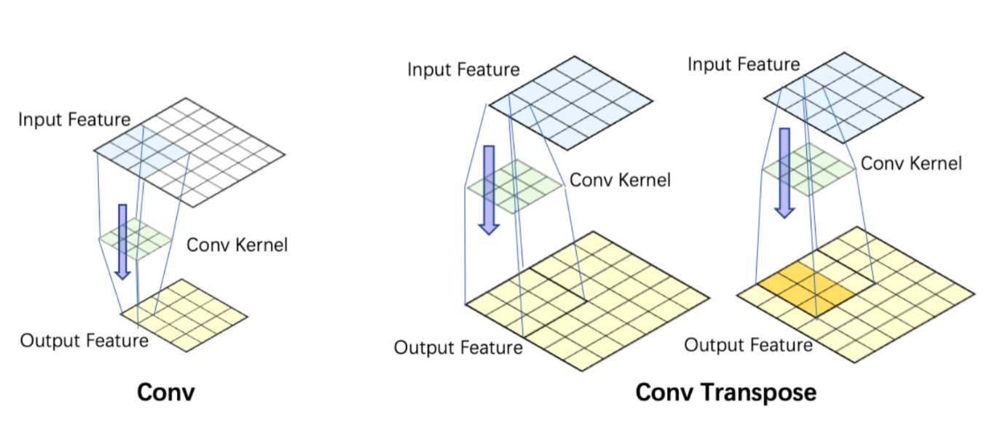 Input Feature
Conv Kernel
Output Feature
Conv
Input Feature
Conv Kernel
Output Feature
Input Feature
Conv Kernel
Output Feature
Conv Transpose